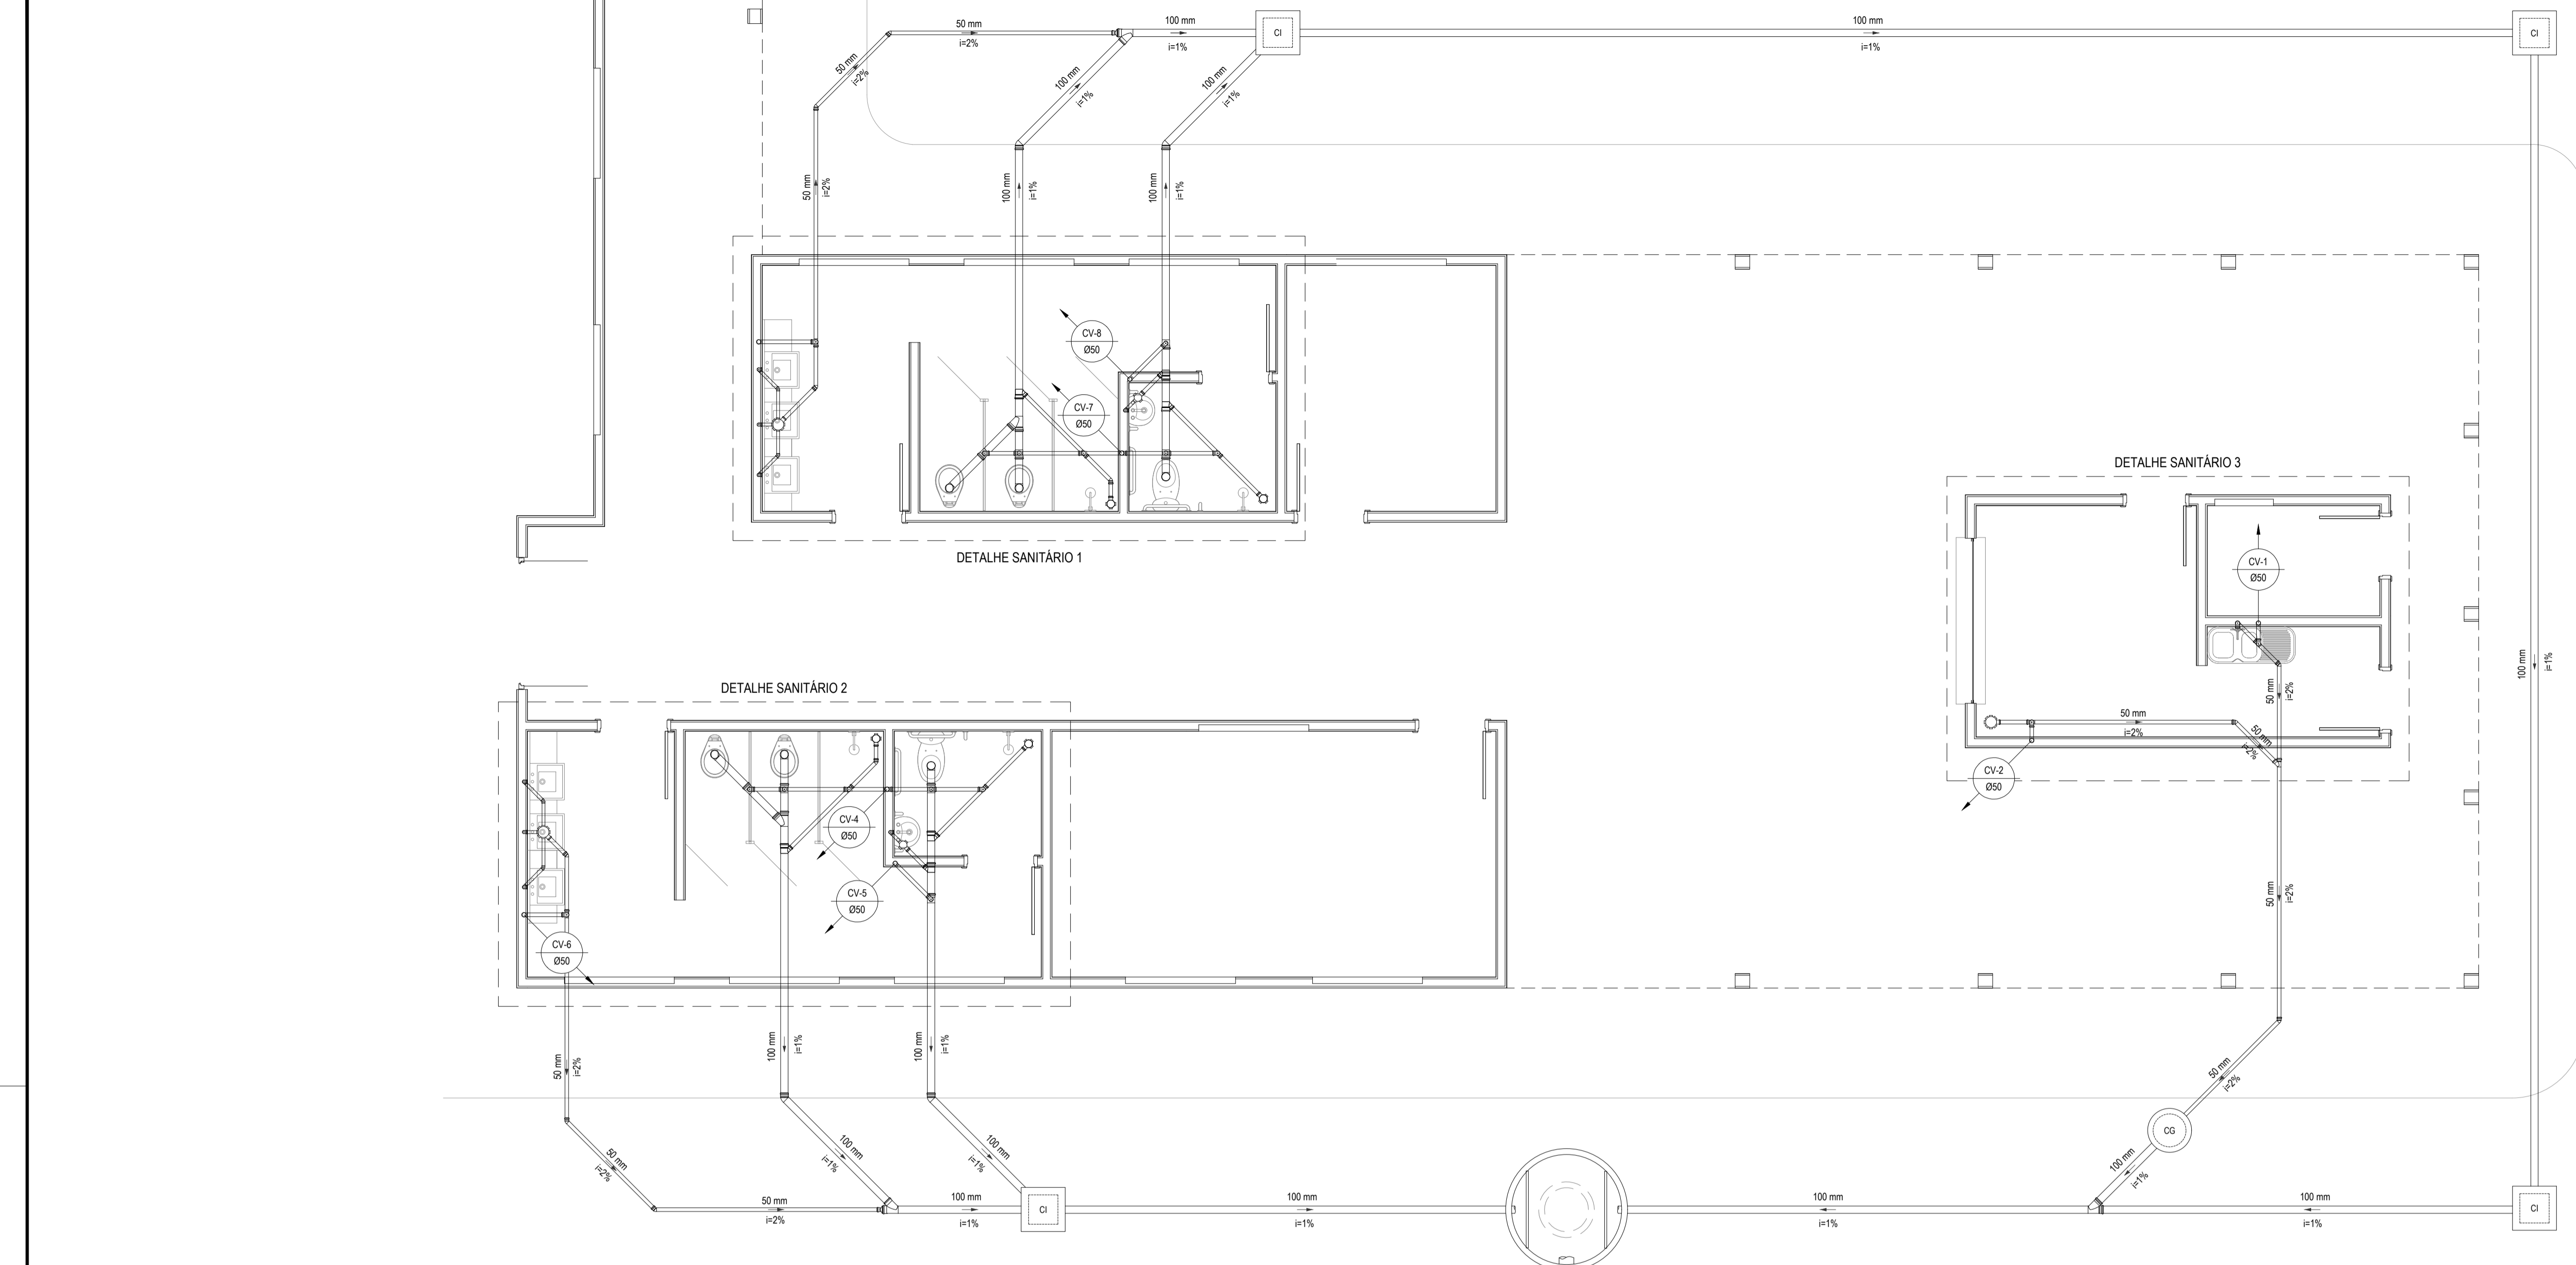 50 mm
i=2%
100 mm
i=1%
CI
100 mm
i=1%
CI
50 mm
i=2%
100 mm
i=1%
100 mm
i=1%
50 mm
i=2%
100 mm
i=1%
100 mm
i=1%
CV-8
Ø50
CV-7
Ø50
DETALHE SANITÁRIO 1
DETALHE SANITÁRIO 3
CV-1
Ø50
100 mm
i=1%
50 mm
i=2%
50 mm
i=2%
50 mm
i=2%
CV-2
Ø50
DETALHE SANITÁRIO 2
CV-4
Ø50
CV-5
Ø50
CV-6
Ø50
50 mm
i=2%
50 mm
i=2%
100 mm
i=1%
100 mm
i=1%
50 mm
i=2%
CG
100 mm
i=1%
50 mm
i=2%
100 mm
i=1%
100 mm
i=1%
50 mm
i=2%
100 mm
i=1%
CI
100 mm
i=1%
100 mm
i=1%
100 mm
i=1%
CI